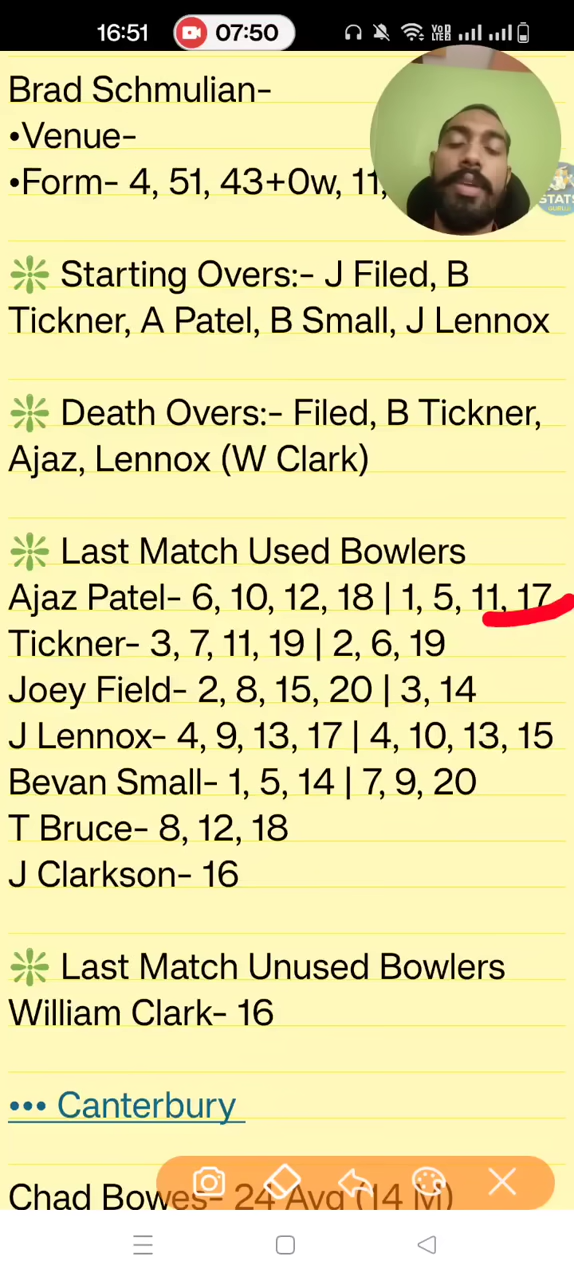 16:51 07:50 VoD LTE2
Brad Schmulian-
•Venue-
•Form- 4, 51, 43+0w, 11,
STATS
Starting Overs:- J Filed, B
Tickner, A Patel, B Small, J Lennox
Death Overs:- Filed, B Tickner,
Ajaz, Lennox (W Clark)
Last Match Used Bowlers
Ajaz Patel- 6, 10, 12, 18 | 1, 5, 11, 17
Tickner- 3, 7, 11, 19 | 2, 6, 19
Joey Field- 2, 8, 15, 20 | 3, 14
J Lennox- 4, 9, 13, 17 | 4, 10, 13, 15
Bevan Small- 1, 5, 14 | 7, 9, 20
T Bruce- 8, 12, 18
J Clarkson- 16
Last Match Unused Bowlers
William Clark- 16
••• Canterbury
Chad Bowes- 24 Avg (14 M)